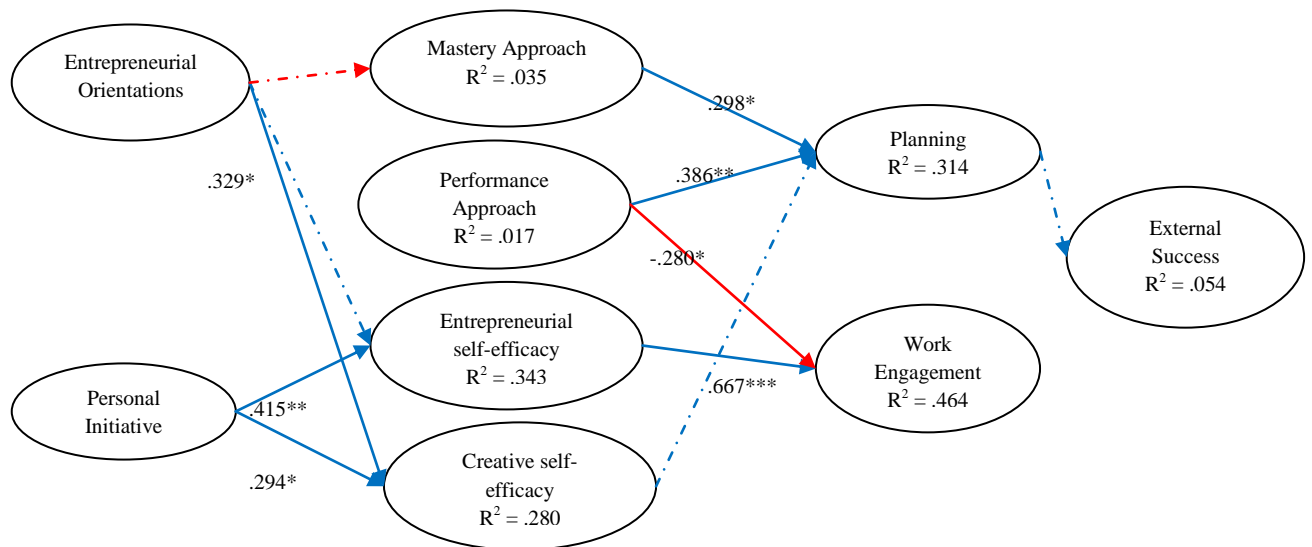 Entrepreneurial
Orientations
Mastery Approach
R² = .035
.298*
Planning
R² = .314
.386**
.329*
Performance
Approach
R² = .017
-.280*
External
Success
R² = .054
Entrepreneurial
self-efficacy
R² = .343
.667***
Work
Engagement
R² = .464
Personal
Initiative
.415**
.294*
Creative self-
efficacy
R² = .280